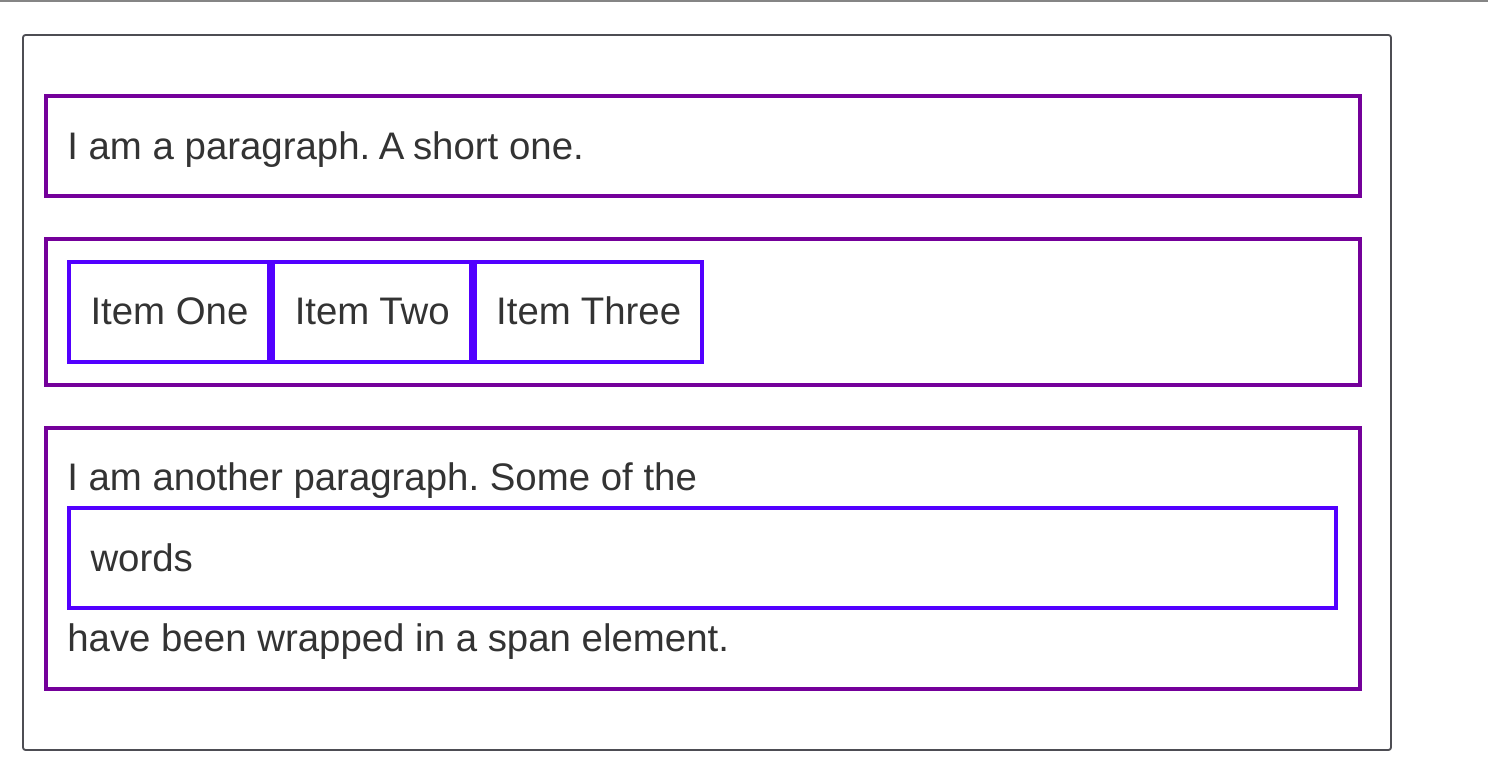 I am a paragraph. A short one.
Item One Item Two Item Three
I am another paragraph. Some of the
words
have been wrapped in a span element.